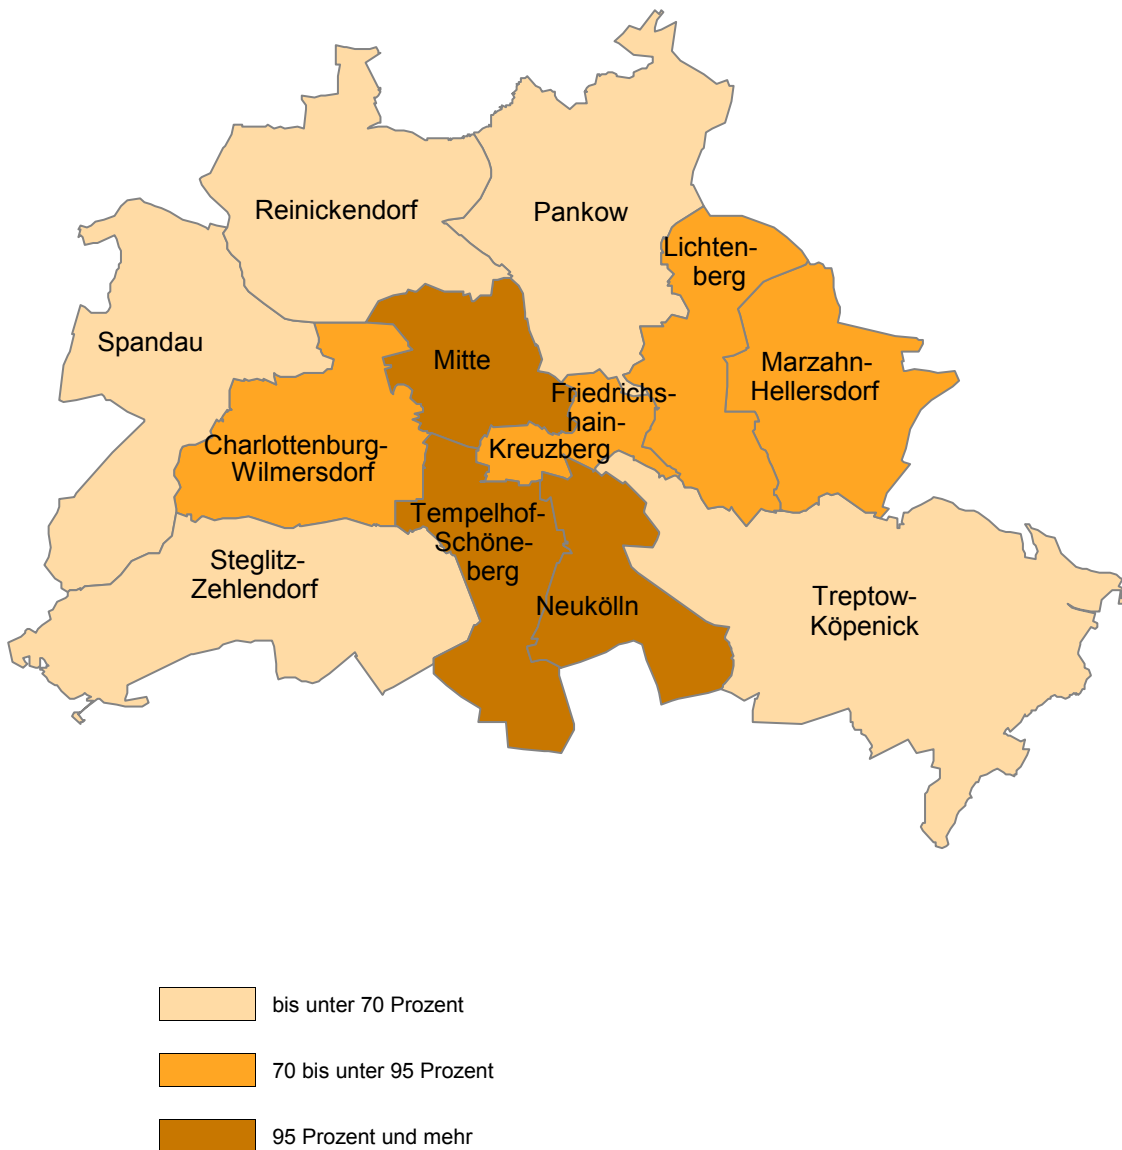 Reinickendorf
Pankow
Lichten-
berg
Spandau
Mitte
Marzahn-
Hellersdorf
Friedrichs-
hain-
Kreuzberg
Charlottenburg-
Wilmersdorf
Tempelhof-
Schöne-
berg
Steglitz-
Zehlendorf
Neukölln
Treptow-
Köpenick
bis unter 70 Prozent
70 bis unter 95 Prozent
95 Prozent und mehr